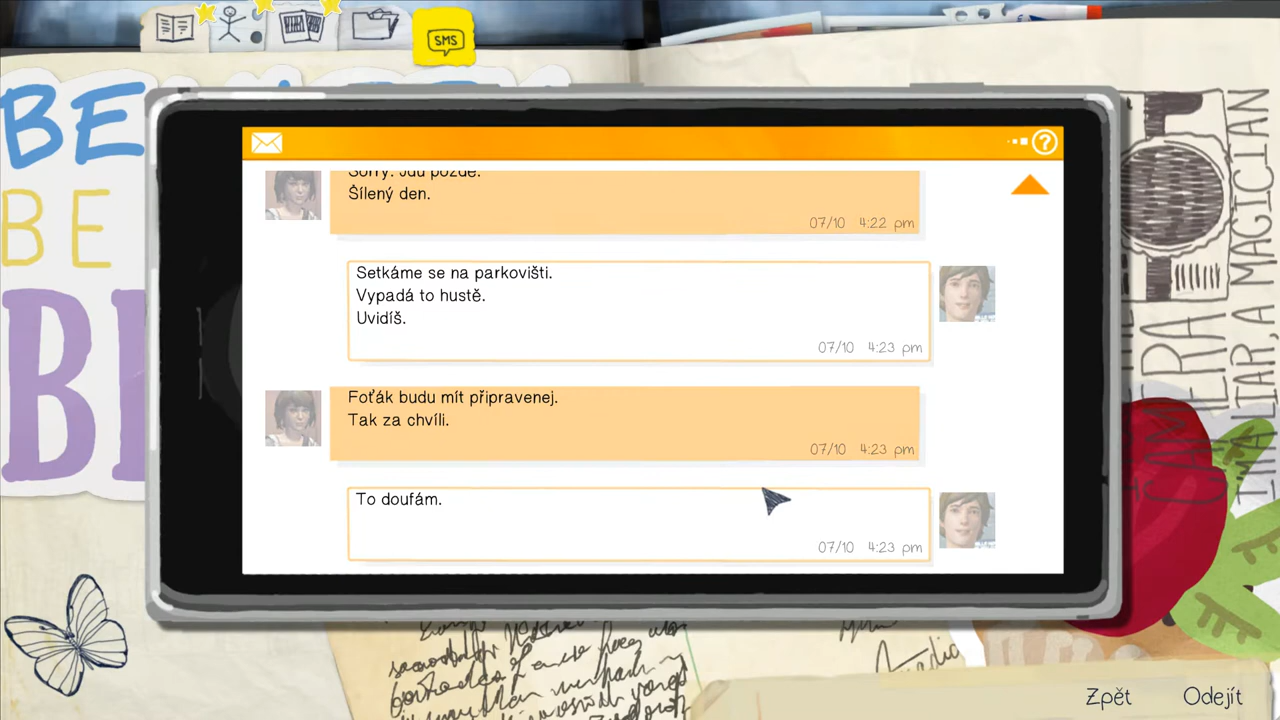 SMS
BE
BE
BE
Sorry. Jdu pozdě.
Šílený den.
07/10 4:22 pm
Setkáme se na parkovišti.
Vypadá to hustě.
Uvidíš.
07/10 4:23 pm
Foťák budu mít připravenej.
Tak za chvíli.
07/10 4:23 pm
To doufám.
07/10 4:23 pm
CAMERA
A MAGICIAN
Zpět
Odejít